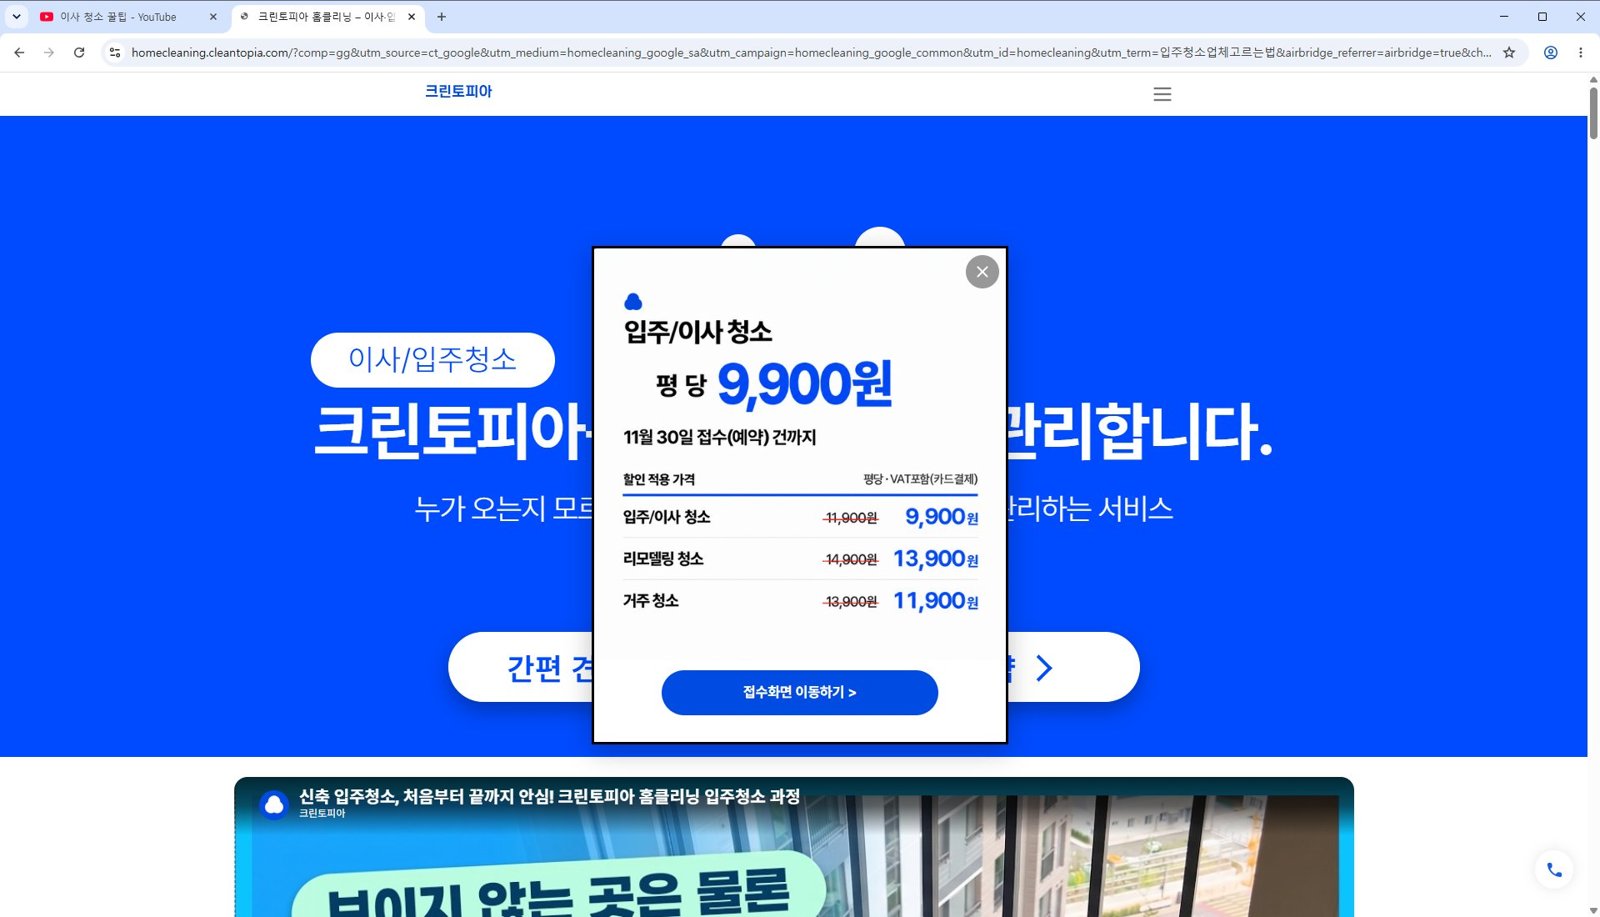 이사 청소 꿀팁 - YouTube
크린토피아 홈클리닝 – 이사·입
homecleaning.cleantopia.com/?comp=gg&utm_source=ct_google&utm_medium=homecleaning_google_sa&utm_campaign=homecleaning_google_common&utm_id=homecleaning&utm_term=입주청소업체고르는법&airbridge_referrer=airbridge=true&ch...
크린토피아
이사/입주청소
크린토피아
관리합니다.
누가 오는지 모르
관리하는 서비스
간편 견
입주/이사 청소
평 당 9,900원
11월 30일 접수(예약) 건까지
할인 적용 가격 평당·VAT포함(카드결제)
입주/이사 청소 11,900원 9,900원
리모델링 청소 14,900원 13,900원
거주 청소 13,900원 11,900원
접수화면 이동하기 >
신축 입주청소, 처음부터 끝까지 안심! 크린토피아 홈클리닝 입주청소 과정
크린토피아
보이지 않는 곳은 물론